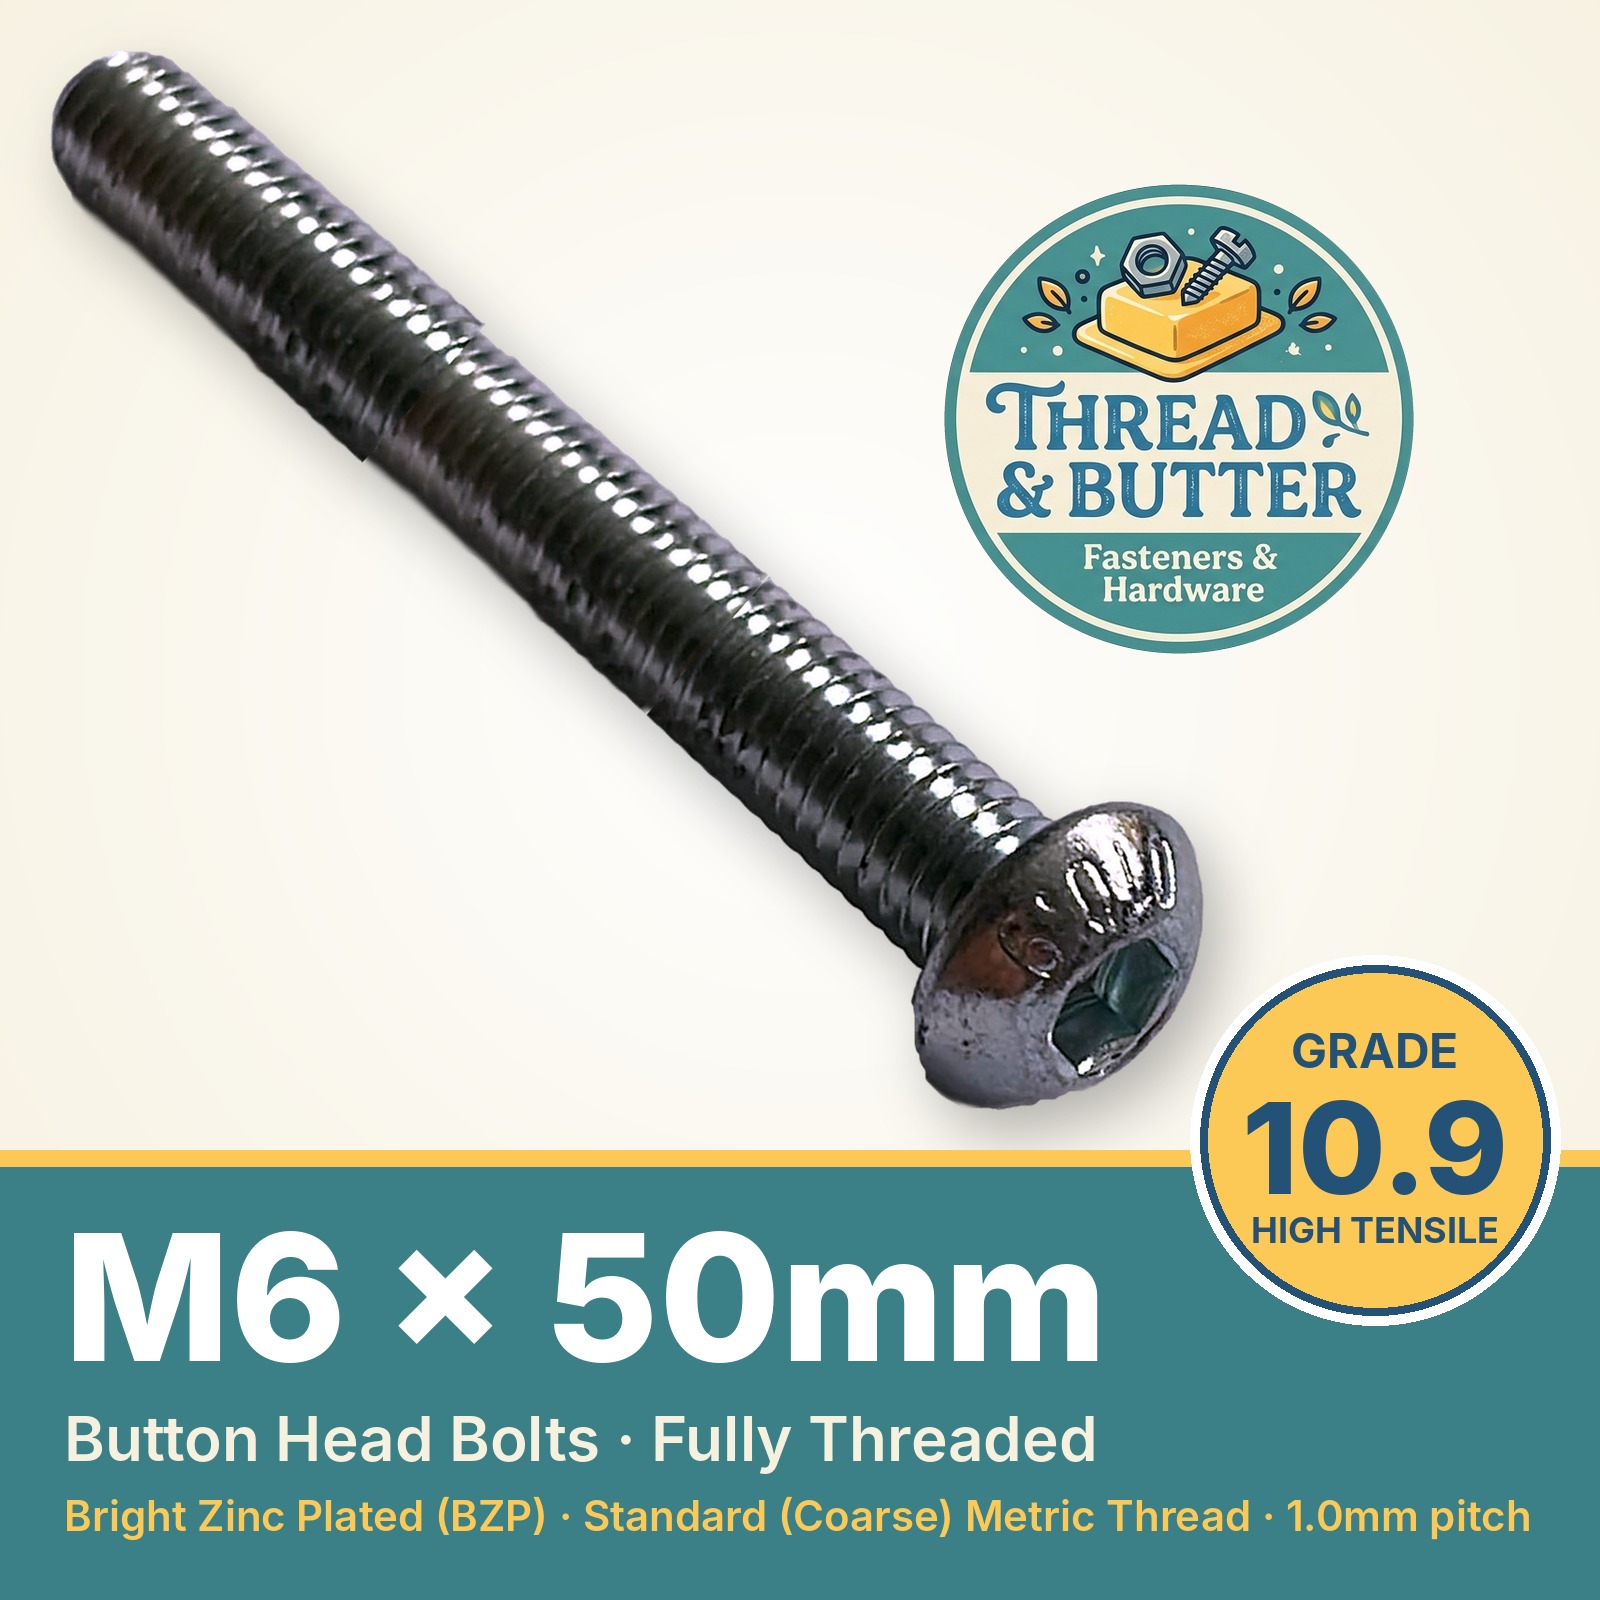 THREAD
& BUTTER
Fasteners &
Hardware
GRADE
10.9
HIGH TENSILE
M6 × 50mm
Button Head Bolts · Fully Threaded
Bright Zinc Plated (BZP) · Standard (Coarse) Metric Thread · 1.0mm pitch